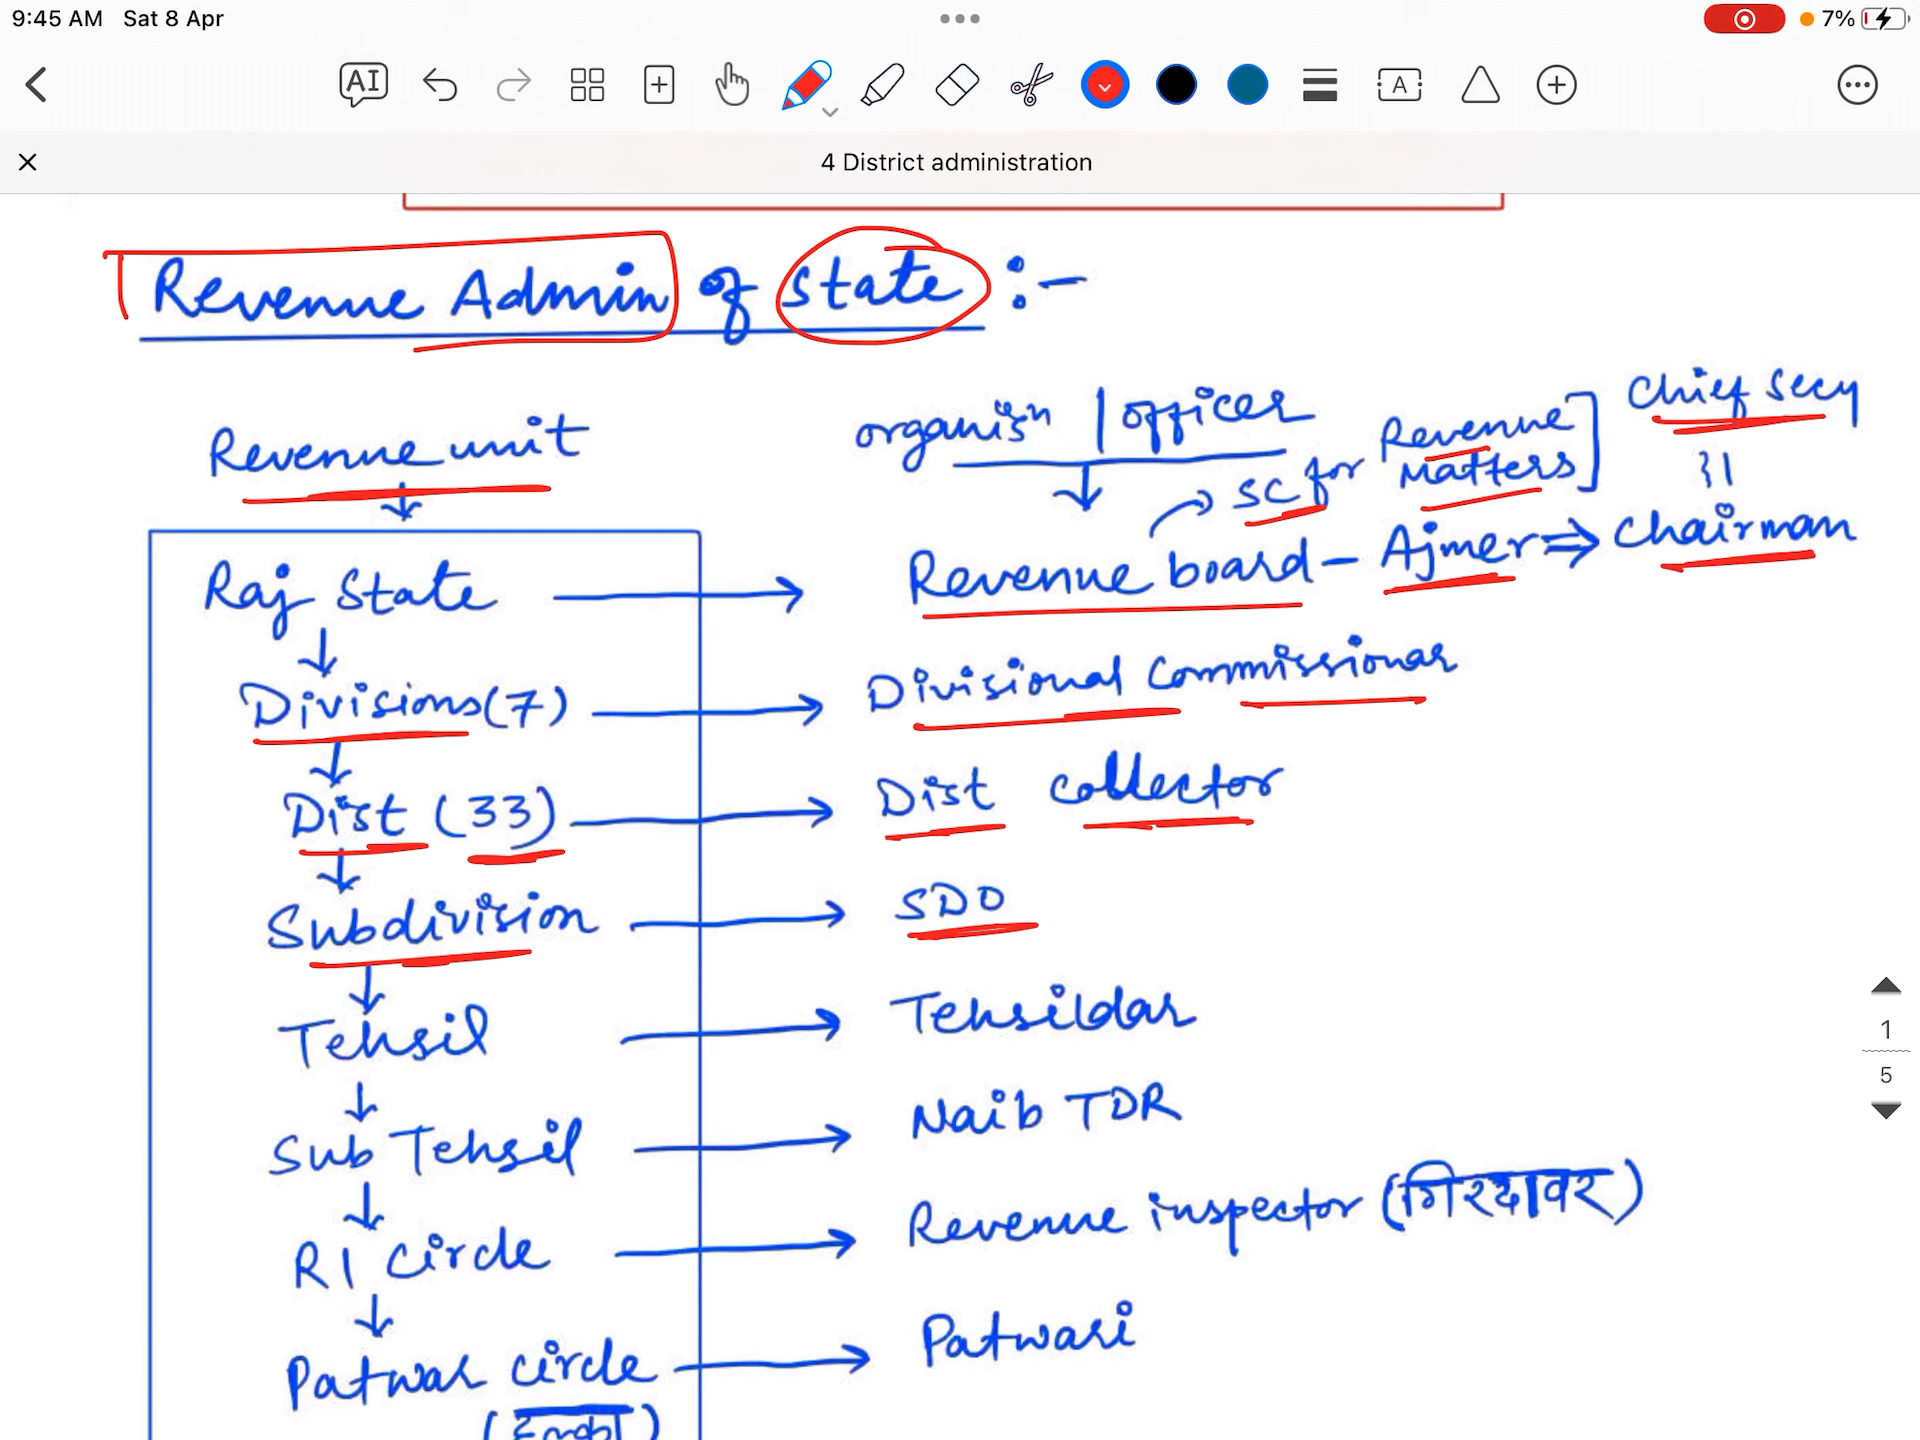 9:45 AM Sat 8 Apr
7%
AI
A
4 District administration
Revenue Admin of state :-
Revenue unit
organisn | officer
SC for Revenue Matters]
Chief Secy
Raj State → Revenue board - Ajmer ⇒ Chairman
Divisions (7) → Divisional Commissionar
Dist (33) → Dist collector
Subdivision → SDO
Tehsil → Tehsildar
Sub Tehsil → Naib TDR
RI Circle → Revenue inspector (गिरदावर)
Patwar circle → Patwari
1
5